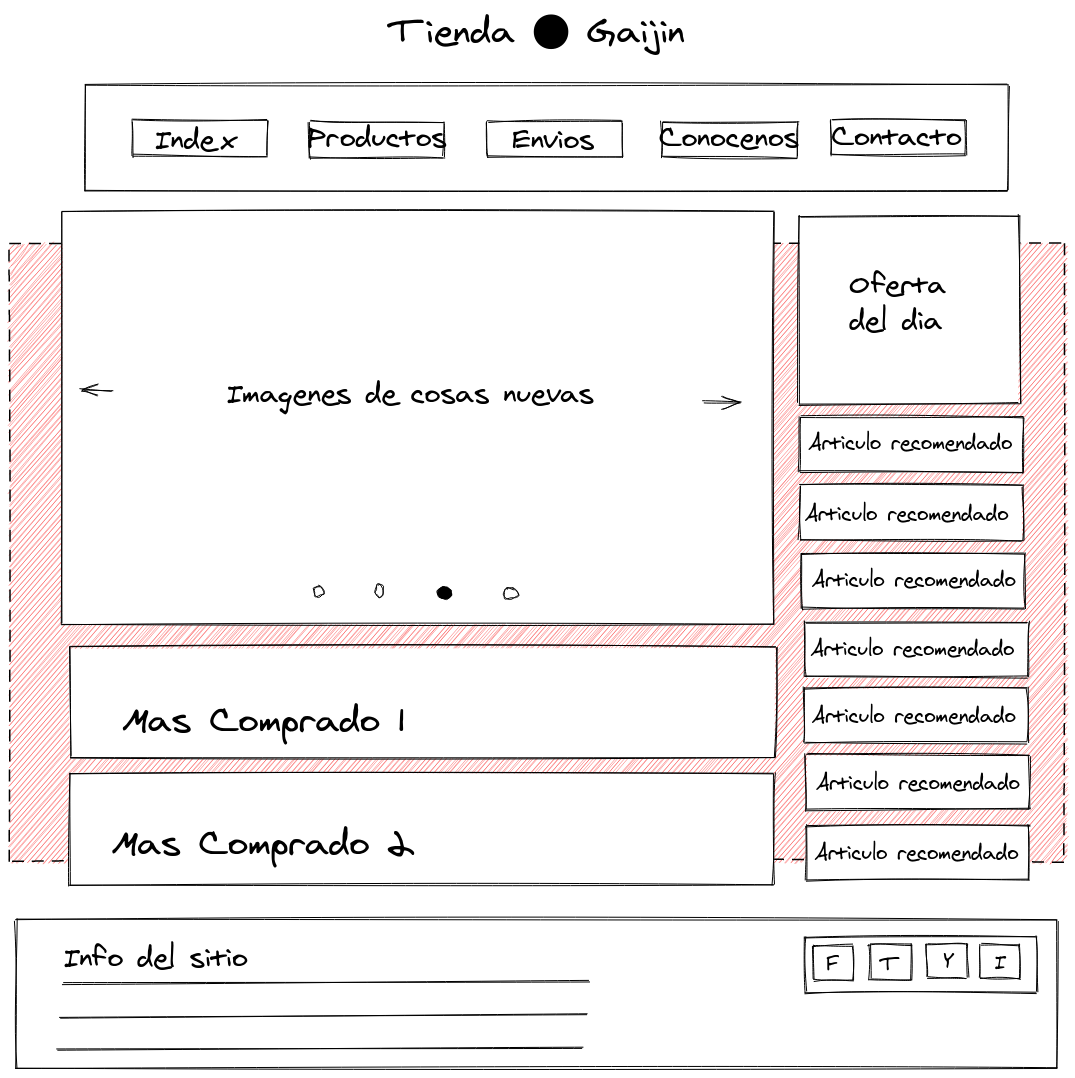 Tienda Gaijin
Index Productos Envios Conocenos Contacto
Imagenes de cosas nuevas
Oferta
del dia
Articulo recomendado
Articulo recomendado
Articulo recomendado
Articulo recomendado
Articulo recomendado
Articulo recomendado
Articulo recomendado
Mas Comprado 1
Mas Comprado 2
Info del sitio
F T Y I